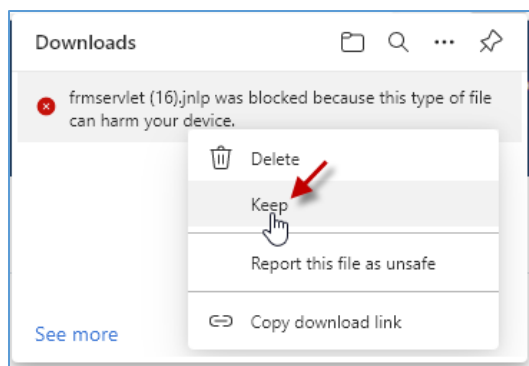 Downloads
frmservlet (16).jnlp was blocked because this type of file
can harm your device.
Delete
Keep
Report this file as unsafe
Copy download link
See more